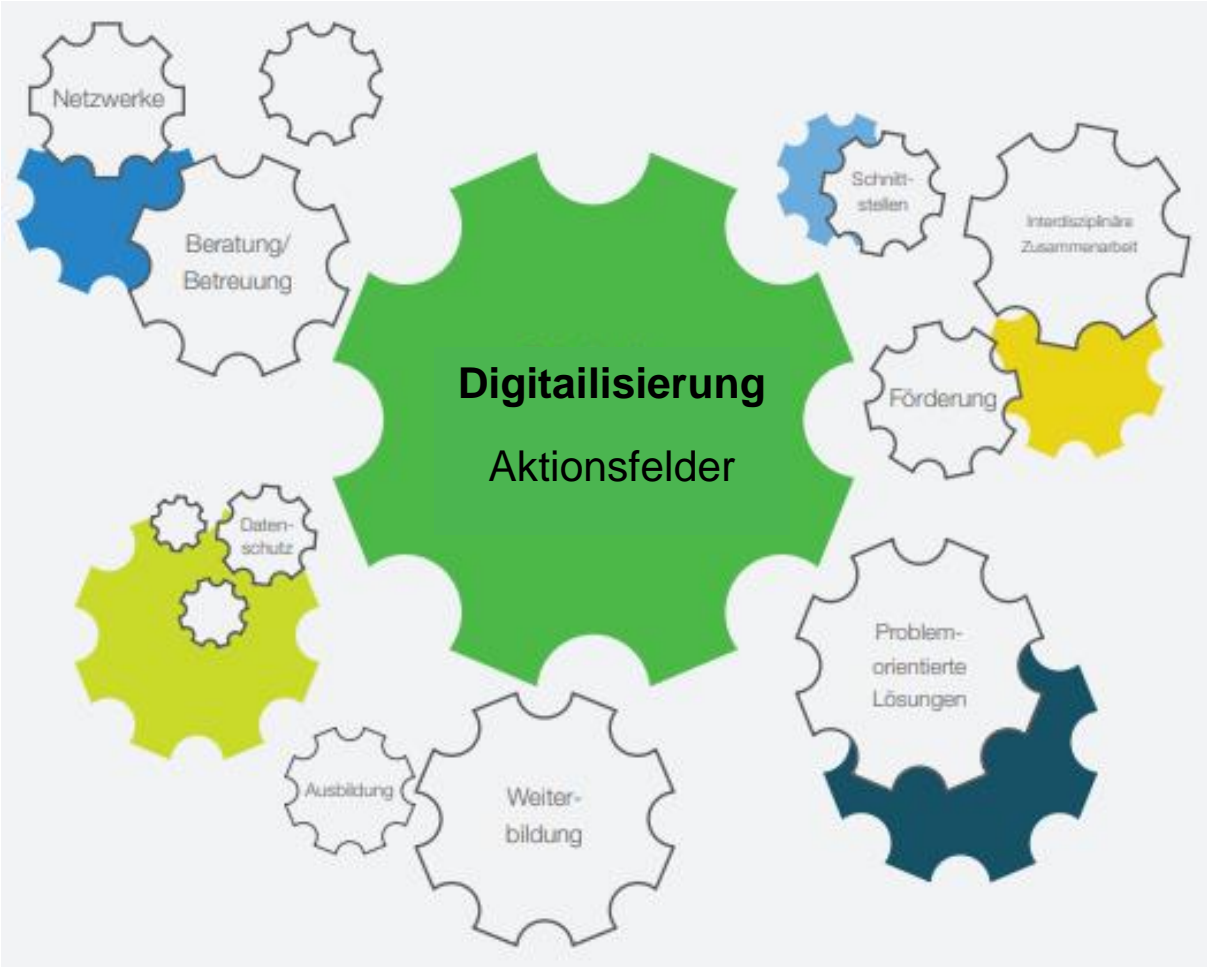 Netzwerke
Beratung/
Betreuung
Schnitt-
stellen
Interdisziplinäre
Zusammenarbeit
Digitailisierung
Aktionsfelder
Förderung
Daten-
schutz
Problem-
orientierte
Lösungen
Ausbildung
Weiter-
bildung